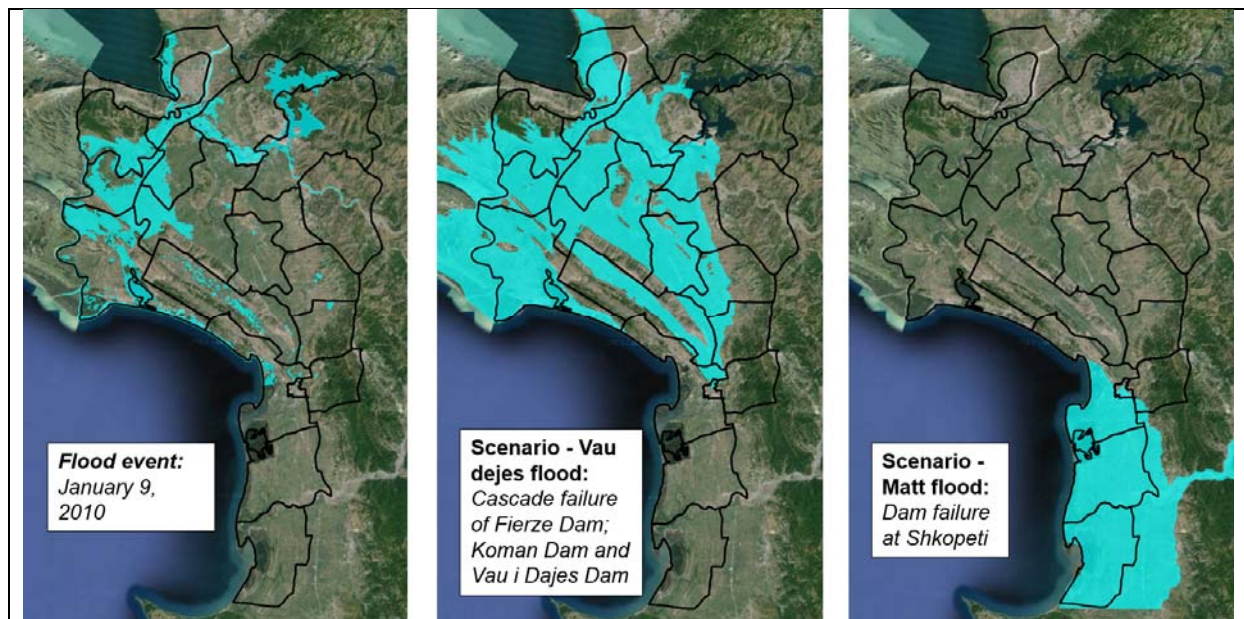 Flood event:
January 9,
2010
Scenario - Vau
dejes flood:
Cascade failure
of Fierze Dam;
Koman Dam and
Vau i Dajes Dam
Scenario -
Matt flood:
Dam failure
at Shkopeti